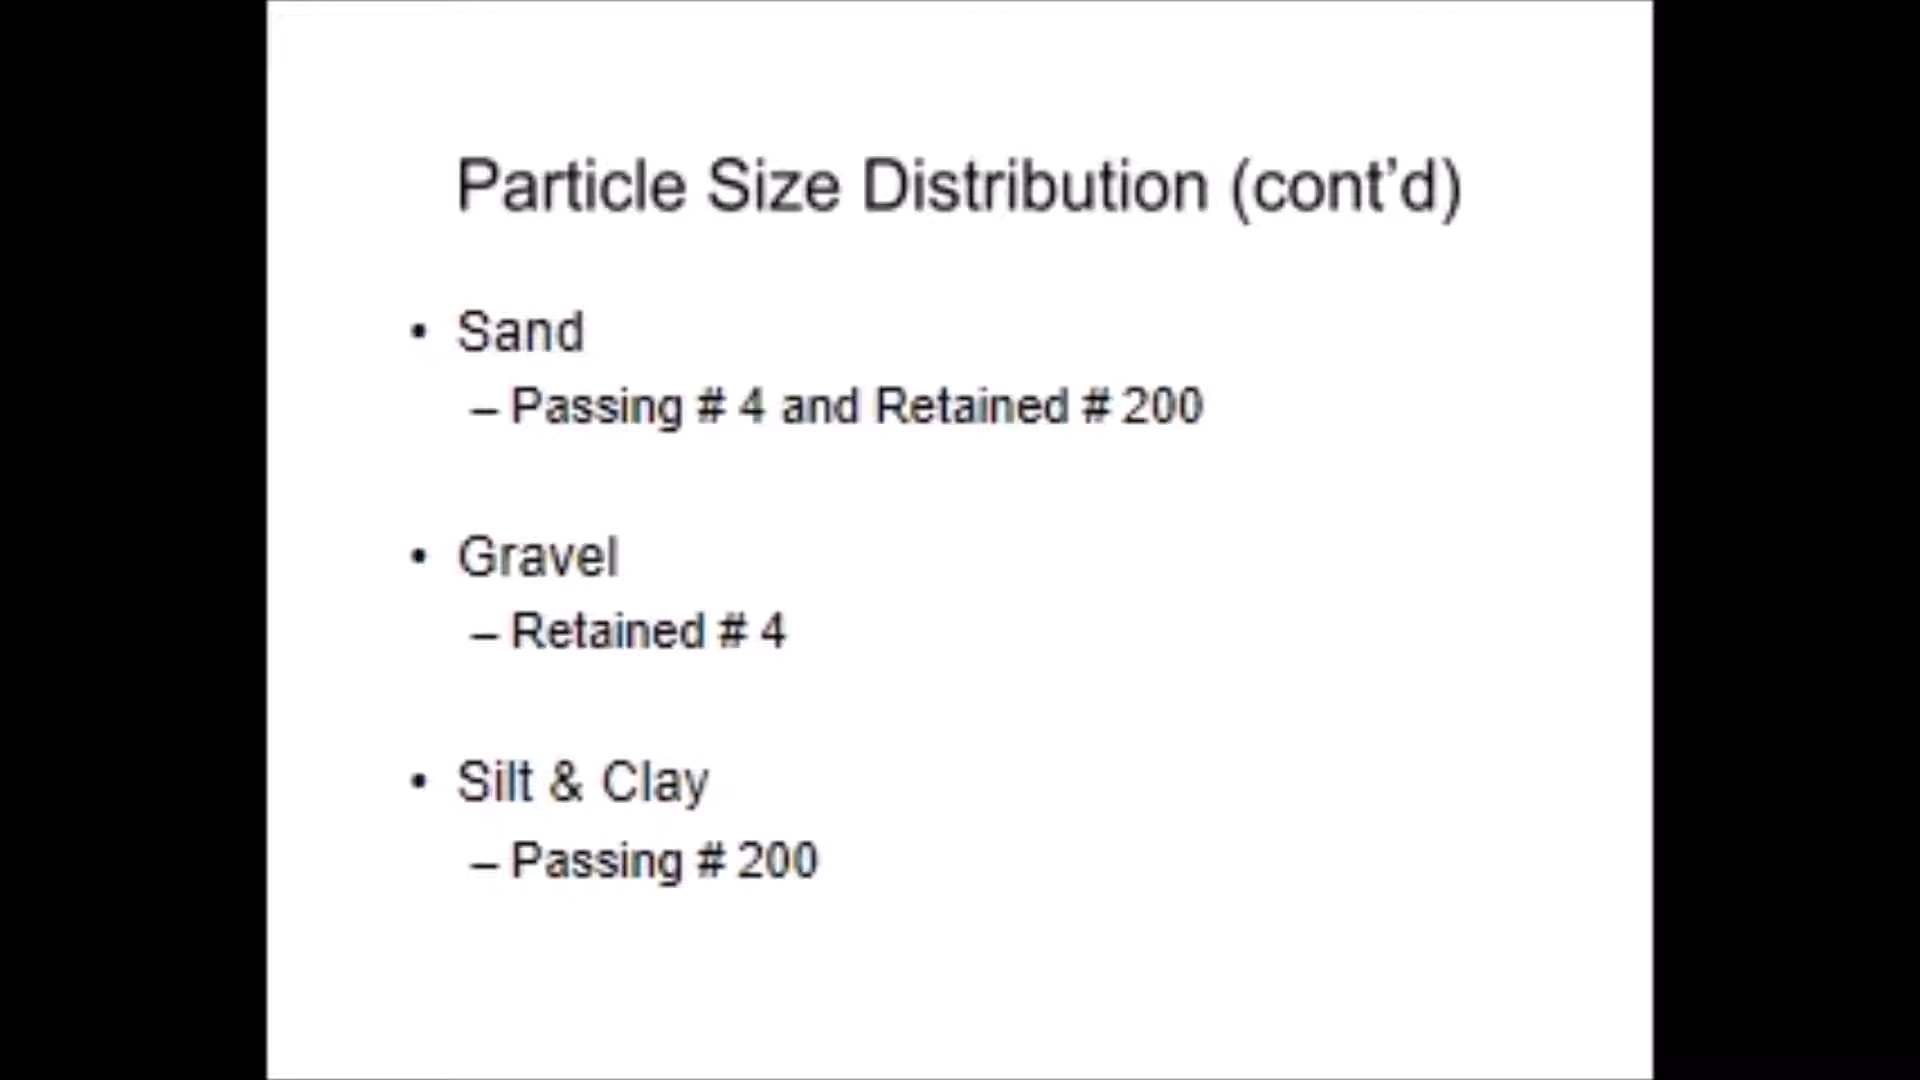 Particle Size Distribution (cont’d)
• Sand
– Passing # 4 and Retained # 200
• Gravel
– Retained # 4
• Silt & Clay
– Passing # 200